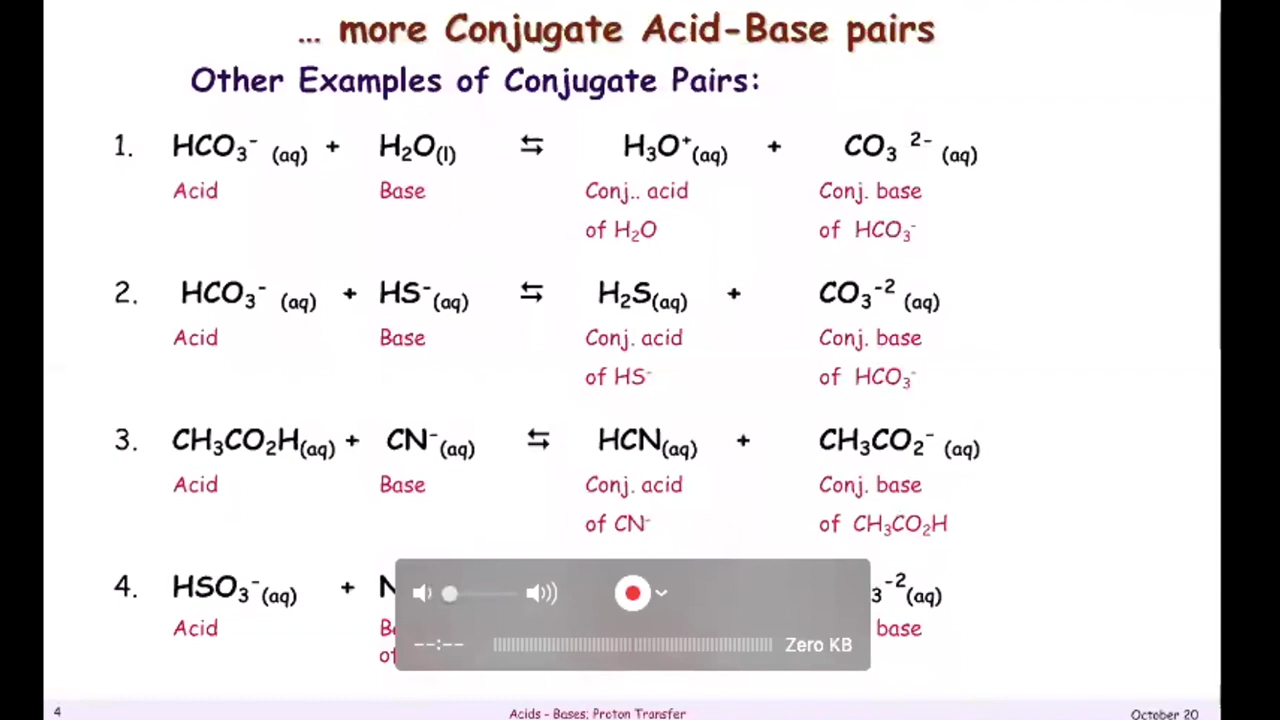 ... more Conjugate Acid-Base pairs
Other Examples of Conjugate Pairs:
1. HCO₃⁻ (aq) + H₂O(l) ⇆ H₃O⁺(aq) + CO₃ ²⁻ (aq)
Acid Base Conj.. acid Conj. base
of H₂O of HCO₃⁻
2. HCO₃⁻ (aq) + HS⁻(aq) ⇆ H₂S(aq) + CO₃⁻² (aq)
Acid Base Conj. acid Conj. base
of HS⁻ of HCO₃⁻
3. CH₃CO₂H(aq) + CN⁻(aq) ⇆ HCN(aq) + CH₃CO₂⁻ (aq)
Acid Base Conj. acid Conj. base
of CN⁻ of CH₃CO₂H
4. HSO₃⁻(aq) + ₃⁻²(aq)
Acid base
--:-- Zero KB
4 Acids - Bases; Proton Transfer October 20